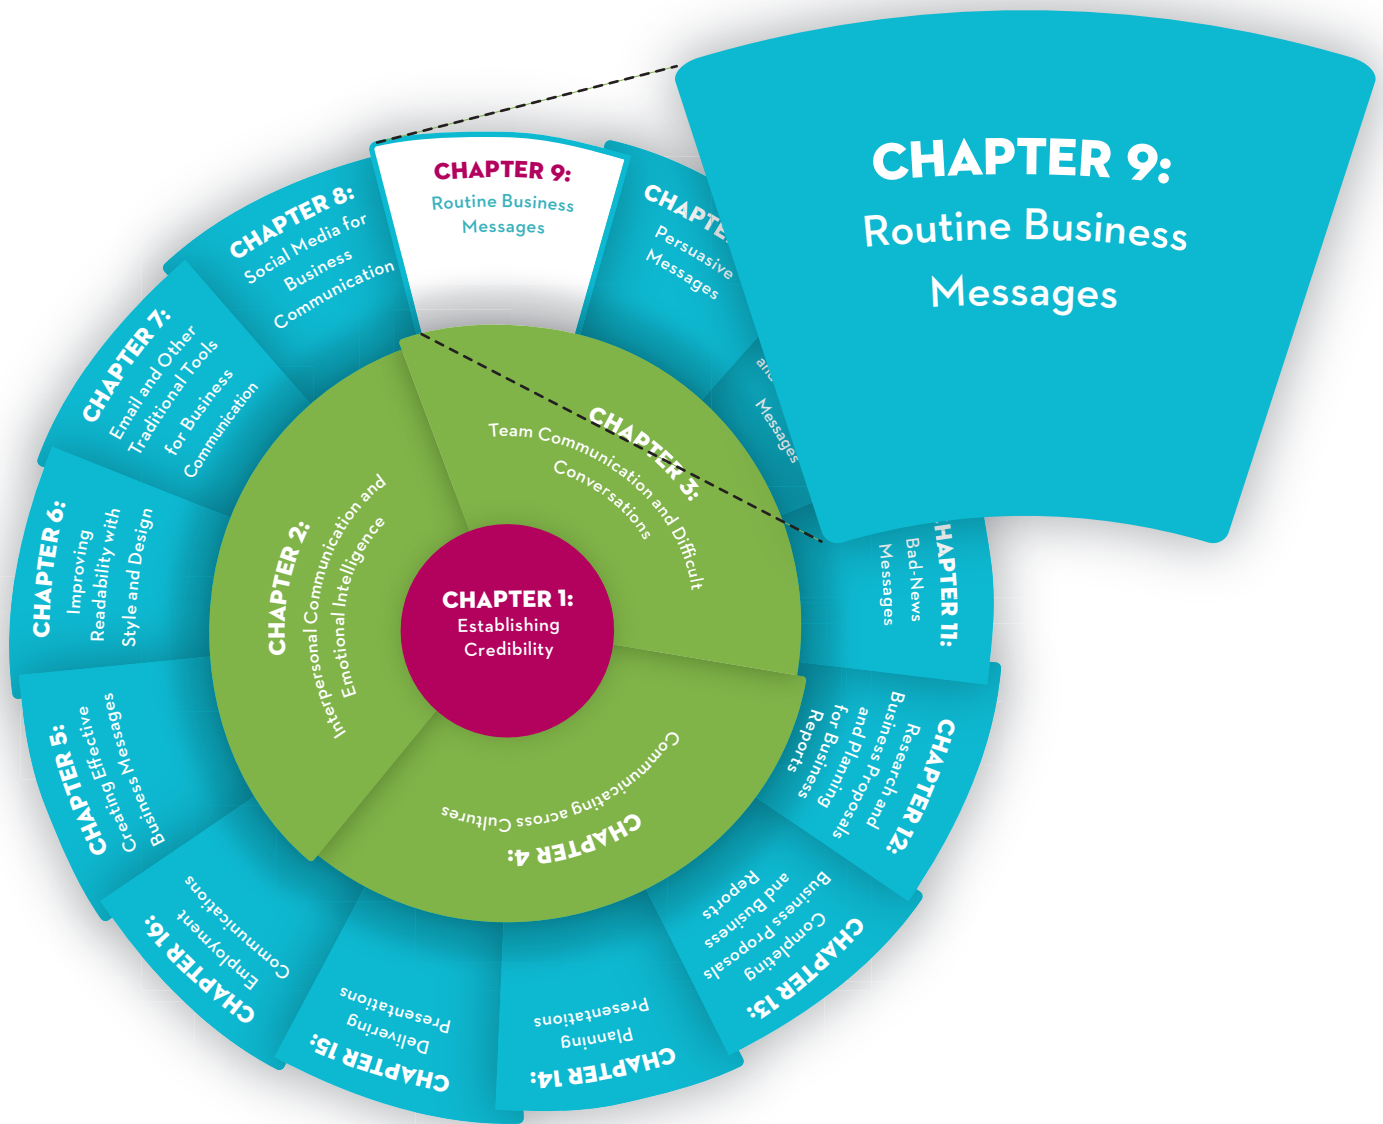 CHAPTER 9:
Routine Business
Messages
CHAPTER 9:
Routine Business
Messages
CHAPTE
Persuasive
Messages
and
Messages
HAPTER 11:
Bad-News
Messages
CHAPTER 12:
Research and
Business Proposals
and Planning
for Business
Reports
CHAPTER 13:
Completing
Business Proposals
and Business
Reports
CHAPTER 14:
Planning
Presentations
CHAPTER 15:
Delivering
Presentations
CHAPTER 16:
Employment
Communications
CHAPTER 5:
Creating Effective
Business Messages
CHAPTER 6:
Improving
Readability with
Style and Design
CHAPTER 7:
Email and Other
Traditional Tools
for Business
Communication
CHAPTER 8:
Social Media for
Business
Communication
CHAPTER 3:
Team Communication and Difficult
Conversations
CHAPTER 2:
Interpersonal Communication and
Emotional Intelligence
CHAPTER 1:
Establishing
Credibility
Communicating across Cultures
CHAPTER 4: